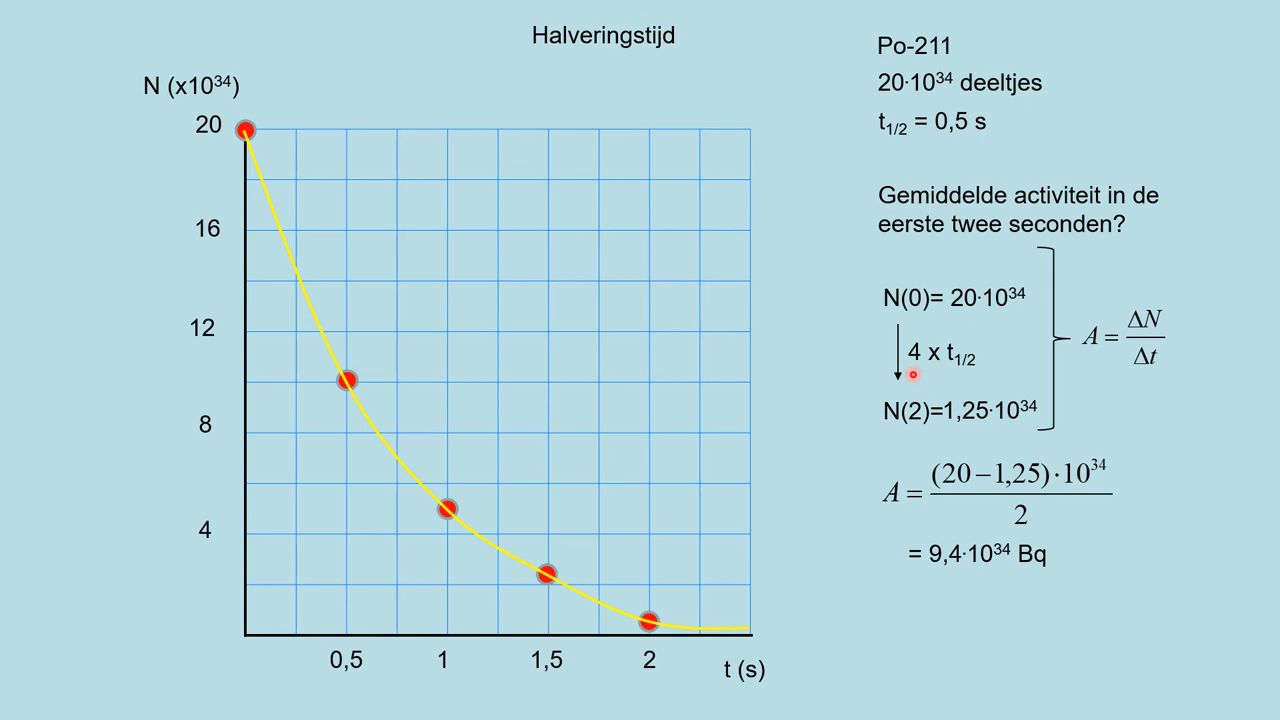 Halveringstijd
N (x10³⁴)
20
16
12
8
4
0,5 1 1,5 2
t (s)
Po-211
20·10³⁴ deeltjes
t₁/₂ = 0,5 s
Gemiddelde activiteit in de
eerste twee seconden?
N(0)= 20·10³⁴
4 x t₁/₂
N(2)=1,25·10³⁴
A = ΔN / Δt
A = (20 − 1,25)·10³⁴ / 2
= 9,4·10³⁴ Bq